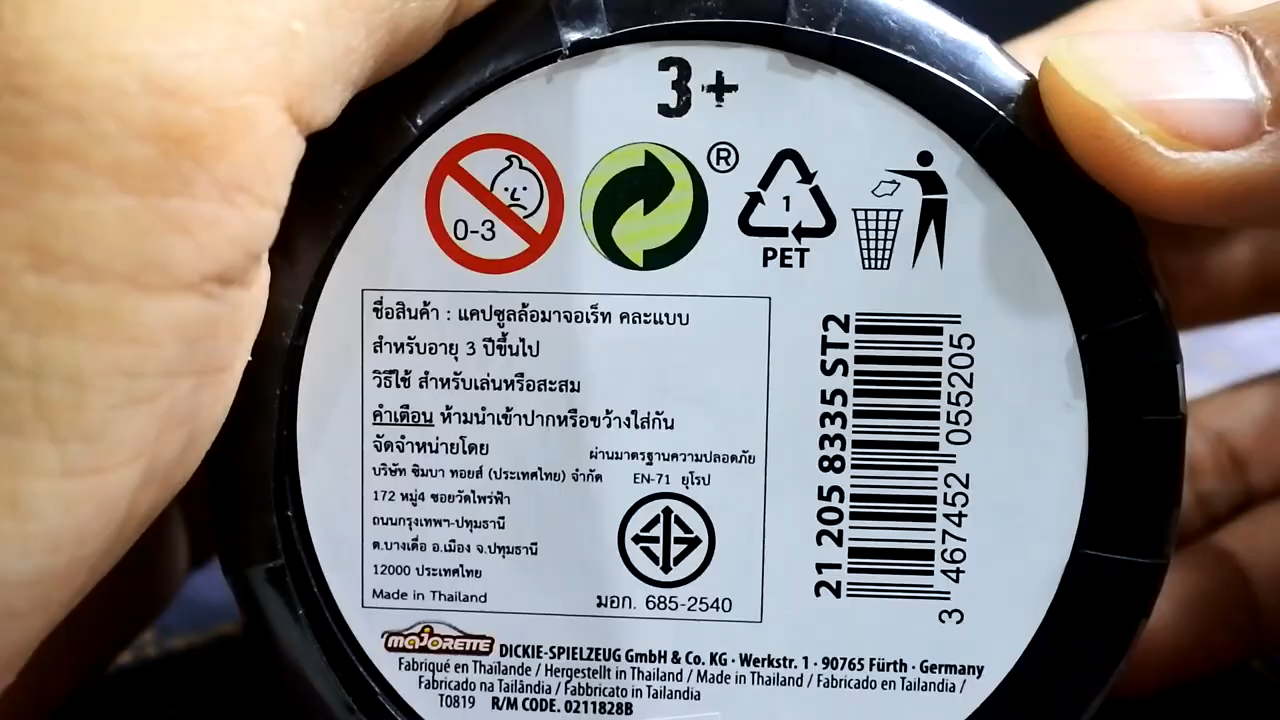 3+
®
0-3
1
PET
ชื่อสินค้า : แคปซูลล้อมาจอเร็ท คละแบบ
สำหรับอายุ 3 ปีขึ้นไป
วิธีใช้ สำหรับเล่นหรือสะสม
คำเตือน ห้ามนำเข้าปากหรือขว้างใส่กัน
จัดจำหน่ายโดย
บริษัท ซิมบา ทอยส์ (ประเทศไทย) จำกัด
172 หมู่4 ซอยวัดไพร่ฟ้า
ถนนกรุงเทพฯ-ปทุมธานี
ต.บางเดื่อ อ.เมือง จ.ปทุมธานี
12000 ประเทศไทย
Made in Thailand
ผ่านมาตรฐานความปลอดภัย
EN-71 ยุโรป
มอก. 685-2540
21 205 8335 ST2
3 467452 055205
majORETTE
DICKIE-SPIELZEUG GmbH & Co. KG · Werkstr. 1 · 90765 Fürth · Germany
Fabriqué en Thaïlande / Hergestellt in Thailand / Made in Thailand / Fabricado en Tailandia /
Fabricado na Tailândia / Fabbricato in Tailandia
T0819 R/M CODE. 0211828B